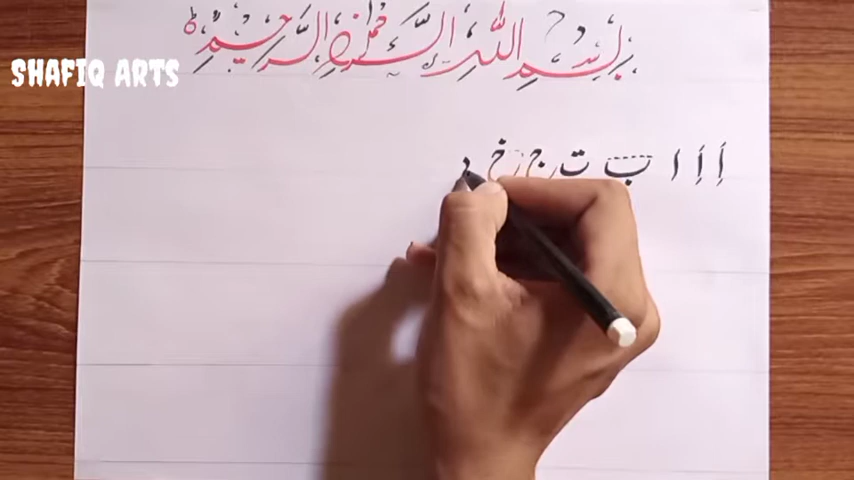 بِسْمِ اللّٰهِ الرَّحْمٰنِ الرَّحِيْمِ
SHAFIQ ARTS
أَ أَ ا ب ت ج خ د